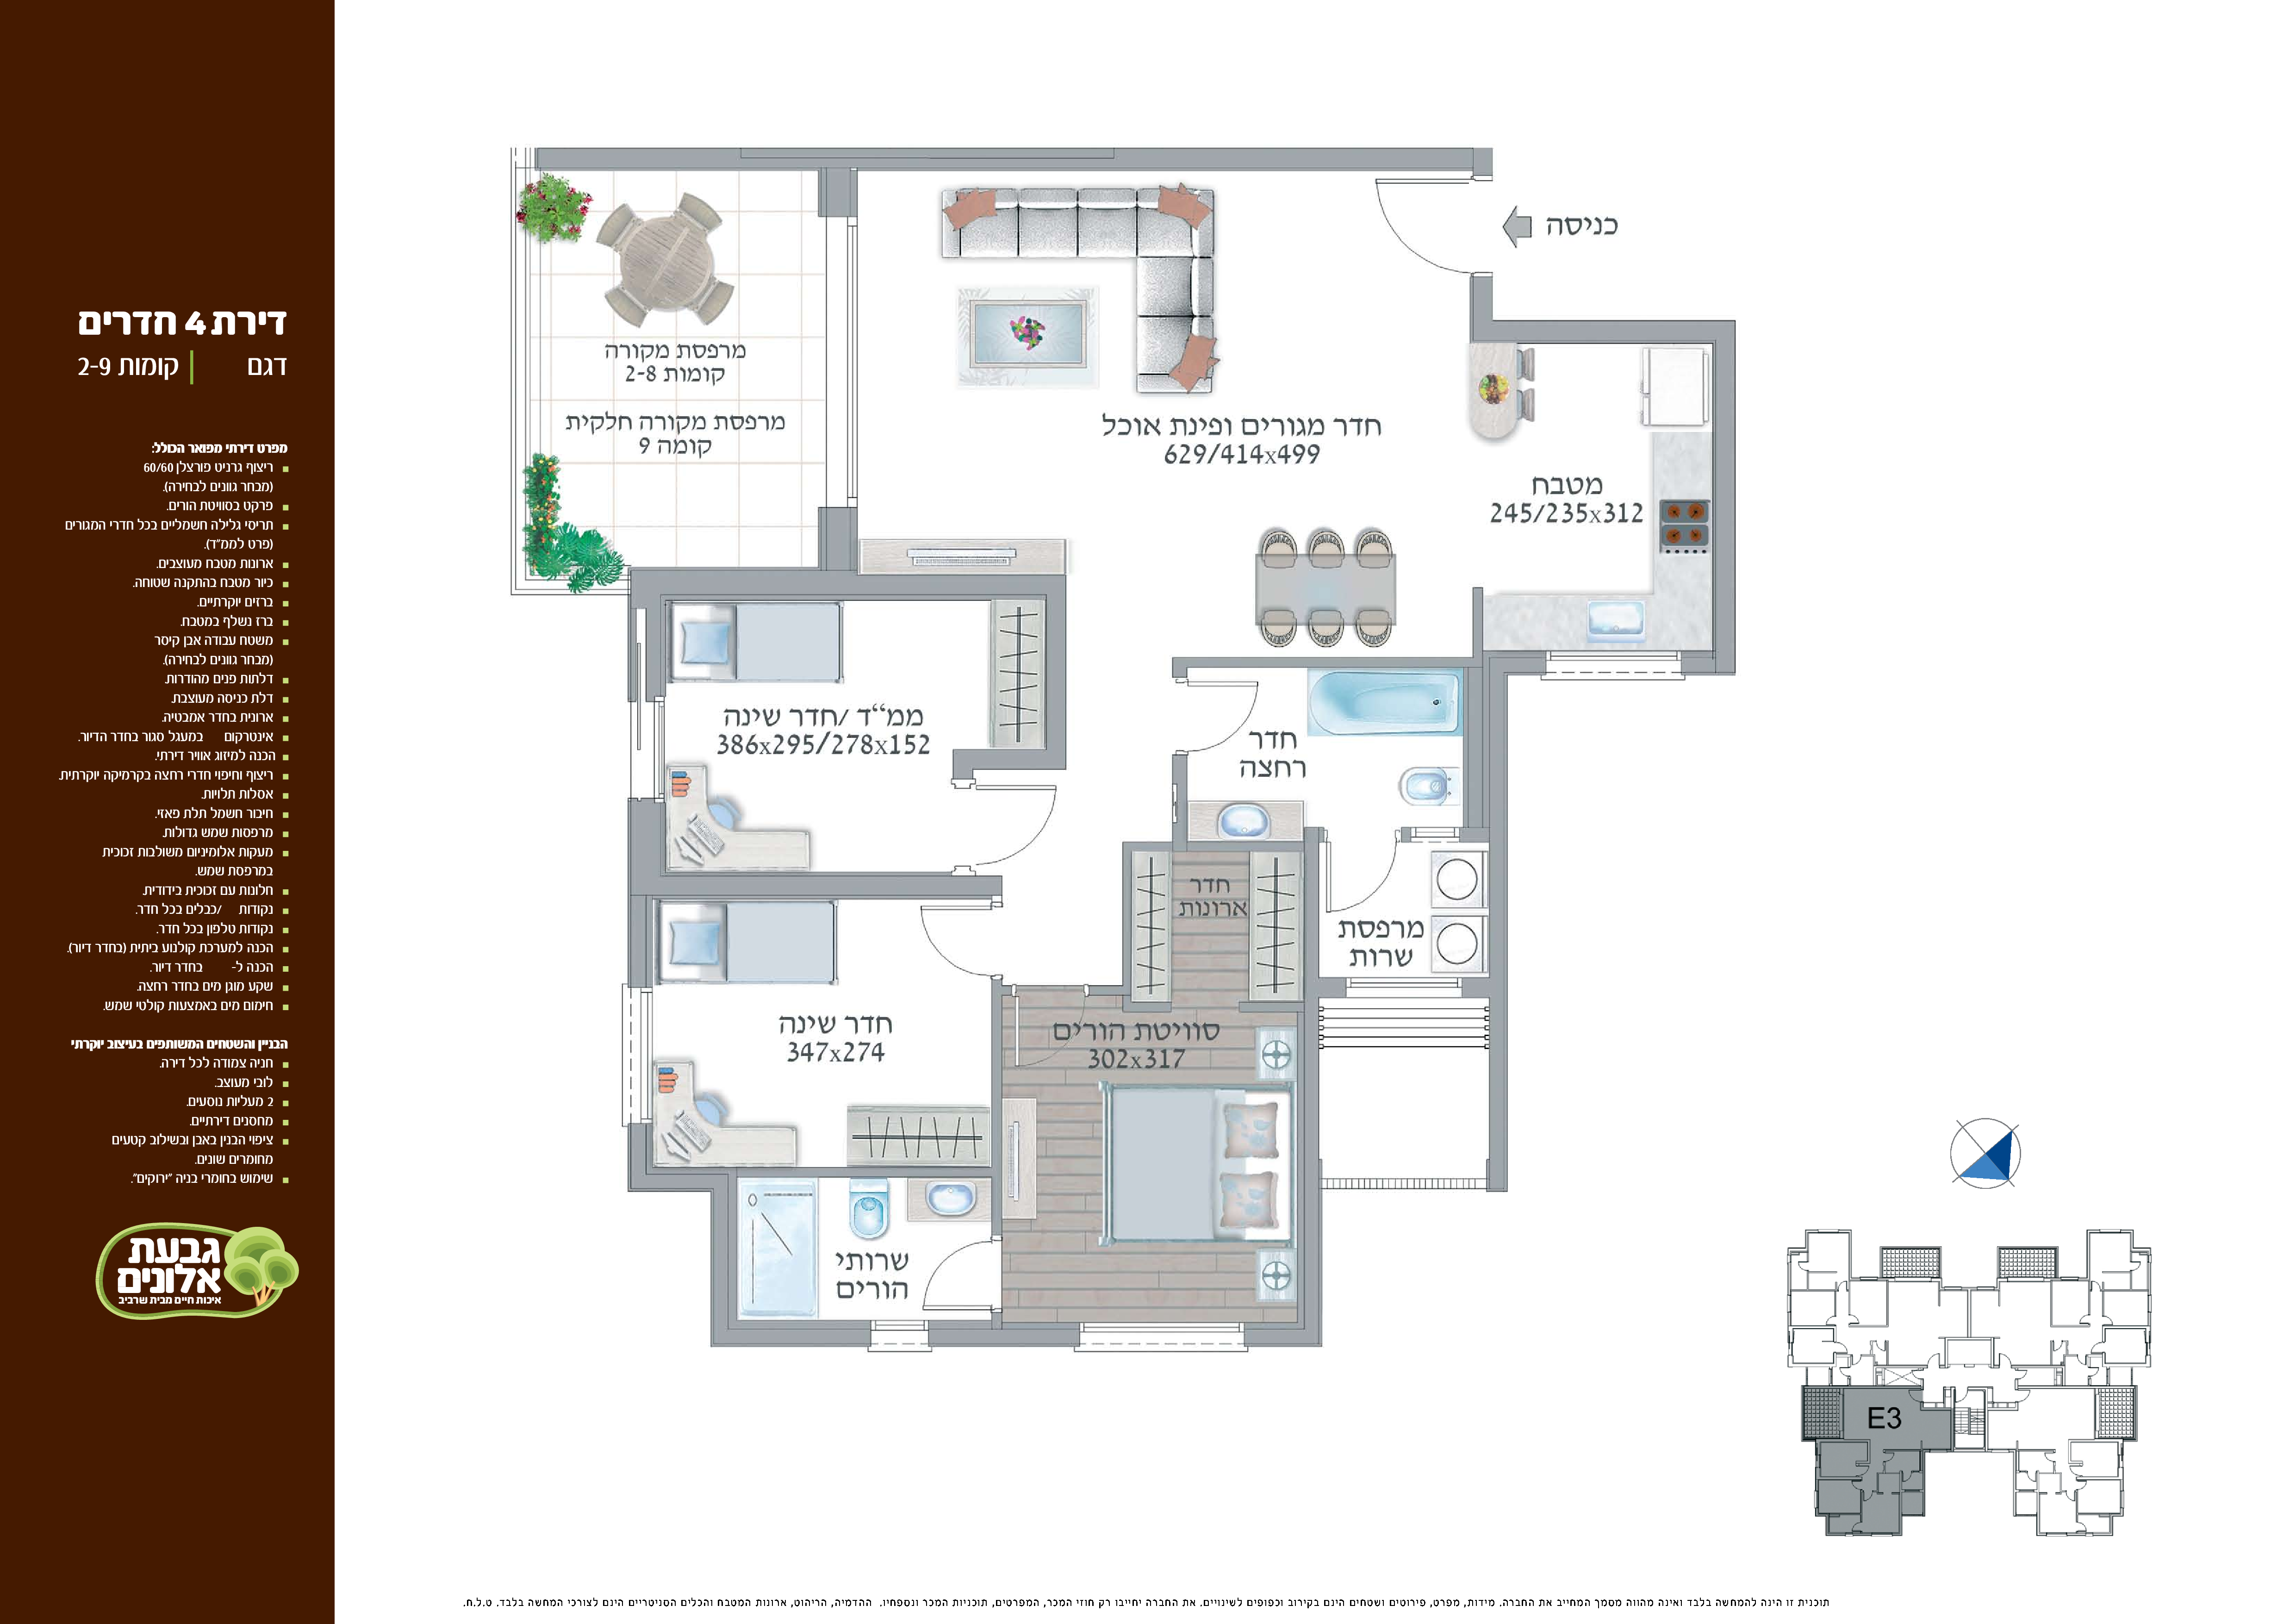 דירת 4 חדרים
דגם | קומות 2-9
מפרט דירתי מפואר הכולל:
ריצוף גרניט פורצלן 60/60
(מבחר גוונים לבחירה).
פרקט בסוויטת הורים.
תריסי גלילה חשמליים בכל חדרי המגורים
(פרט לממ"ד).
ארונות מטבח מעוצבים.
כיור מטבח בהתקנה שטוחה.
ברזים יוקרתיים.
ברז נשלף במטבח.
משטח עבודה אבן קיסר
(מבחר גוונים לבחירה).
דלתות פנים מהודרות.
דלת כניסה מעוצבת.
ארונית בחדר אמבטיה.
אינטרקום במעגל סגור בחדר הדיור.
הכנה למיזוג אוויר דירתי.
ריצוף וחיפוי חדרי רחצה בקרמיקה יוקרתית.
אסלות תלויות.
חיבור חשמל תלת פאזי.
מרפסות שמש גדולות.
מעקות אלומיניום משולבות זכוכית
במרפסת שמש.
חלונות עם זכוכית בידודית.
נקודות /כבלים בכל חדר.
נקודות טלפון בכל חדר.
הכנה למערכת קולנוע ביתית (בחדר דיור).
הכנה ל- בחדר דיור.
שקע מוגן מים בחדר רחצה.
חימום מים באמצעות קולטי שמש.
הבניין והשטחים המשותפים בעיצוב יוקרתי
חניה צמודה לכל דירה.
לובי מעוצב.
2 מעליות נוסעים.
מחסנים דירתיים.
ציפוי הבנין באבן ובשילוב קטעים
מחומרים שונים.
שימוש בחומרי בניה "ירוקים".
גבעת
אלונים
איכות חיים מבית שרביב
כניסה
מרפסת מקורה
קומות 2-8
מרפסת מקורה חלקית
קומה 9
חדר מגורים ופינת אוכל
629/414x499
מטבח
245/235x312
ממ"ד /חדר שינה
386x295/278x152
חדר
רחצה
חדר
ארונות
מרפסת
שרות
חדר שינה
347x274
סוויטת הורים
302x317
שרותי
הורים
E3
תוכנית זו הינה להמחשה בלבד ואינה מהווה מסמך המחייב את החברה. מידות, מפרט, פירוטים ושטחים הינם בקירוב וכפופים לשינויים. את החברה יחייבו רק חוזי המכר, המפרטים, תוכניות המכר ונספחיו. ההדמיה, הריהוט, ארונות המטבח והכלים הסניטריים הינם לצורכי המחשה בלבד. ט.ל.ח.